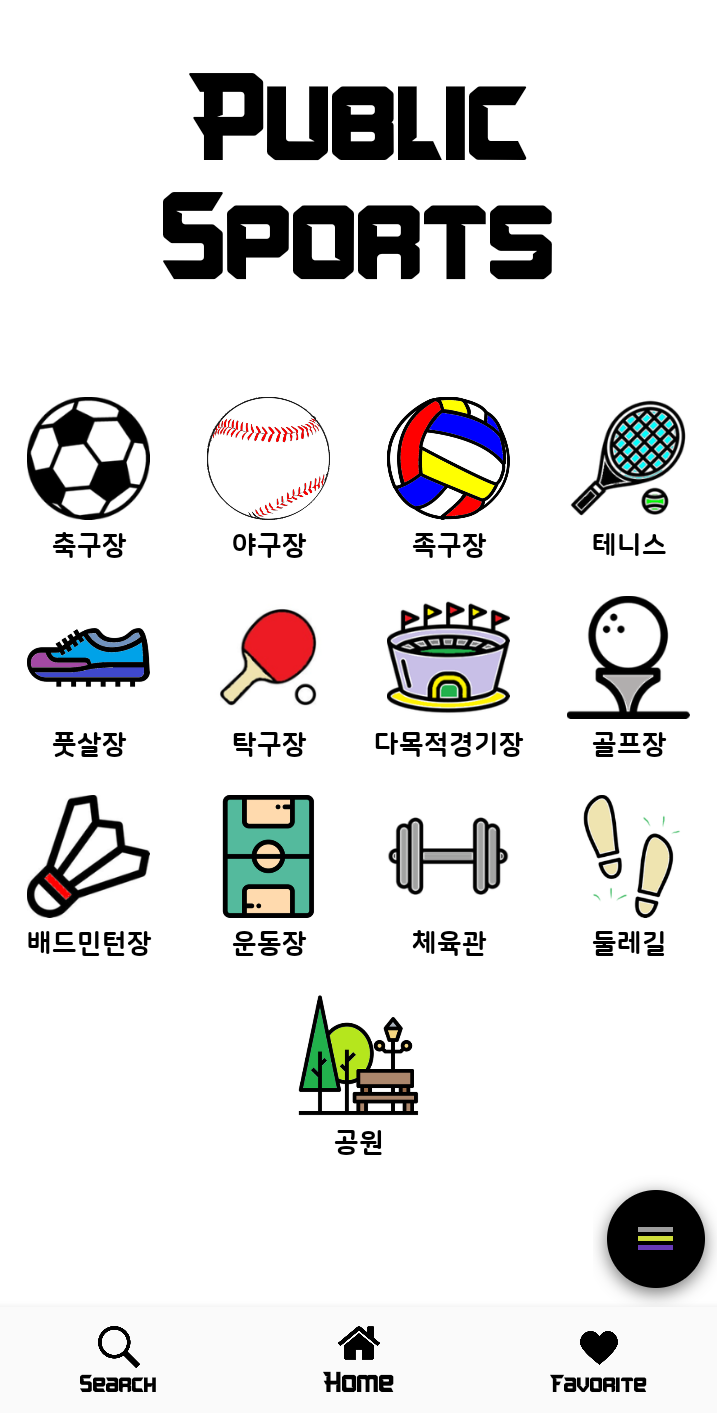 Public
Sports
축구장 야구장 족구장 테니스
풋살장 탁구장 다목적경기장 골프장
배드민턴장 운동장 체육관 둘레길
공원
Search Home Favorite